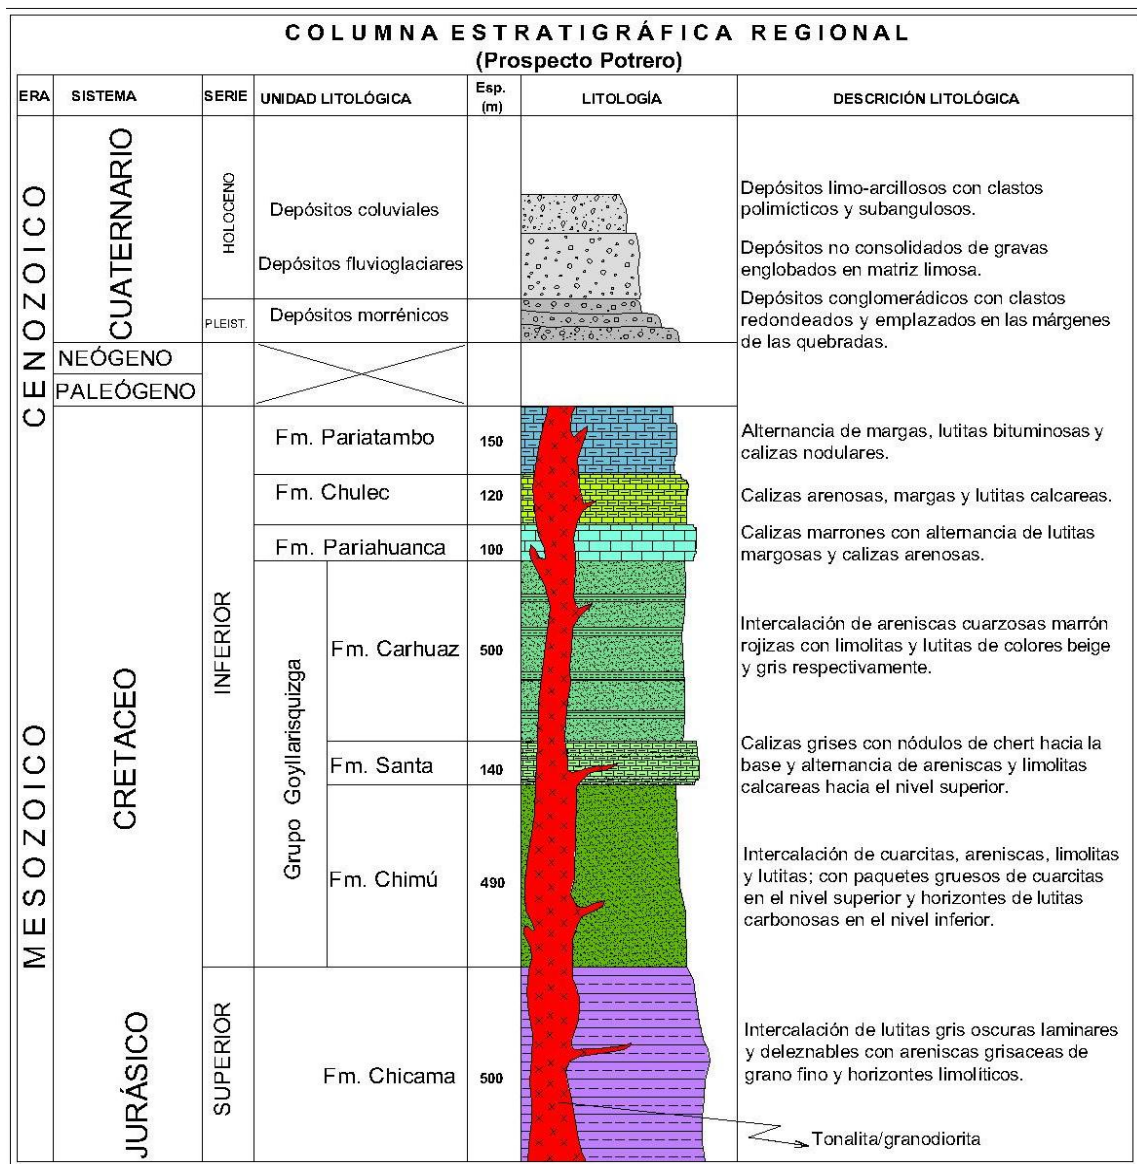 COLUMNA ESTRATIGRÁFICA REGIONAL
(Prospecto Potrero)
ERA SISTEMA SERIE UNIDAD LITOLÓGICA Esp. (m) LITOLOGÍA DESCRICIÓN LITOLÓGICA
CENOZOICO
CUATERNARIO
HOLOCENO
Depósitos coluviales
Depósitos limo-arcillosos con clastos
polimícticos y subangulosos.
Depósitos fluvioglaciares
Depósitos no consolidados de gravas
englobados en matriz limosa.
PLEIST.
Depósitos morrénicos
Depósitos conglomerádicos con clastos
redondeados y emplazados en las márgenes
de las quebradas.
NEÓGENO
PALEÓGENO
MESOZOICO
CRETACEO
INFERIOR
Fm. Pariatambo
150
Alternancia de margas, lutitas bituminosas y
calizas nodulares.
Fm. Chulec
120
Calizas arenosas, margas y lutitas calcareas.
Fm. Pariahuanca
100
Calizas marrones con alternancia de lutitas
margosas y calizas arenosas.
Grupo Goyllarisquizga
Fm. Carhuaz
500
Intercalación de areniscas cuarzosas marrón
rojizas con limolitas y lutitas de colores beige
y gris respectivamente.
Fm. Santa
140
Calizas grises con nódulos de chert hacia la
base y alternancia de areniscas y limolitas
calcareas hacia el nivel superior.
Fm. Chimú
490
Intercalación de cuarcitas, areniscas, limolitas
y lutitas; con paquetes gruesos de cuarcitas
en el nivel superior y horizontes de lutitas
carbonosas en el nivel inferior.
JURÁSICO
SUPERIOR
Fm. Chicama
500
Intercalación de lutitas gris oscuras laminares
y deleznables con areniscas grisaceas de
grano fino y horizontes limolíticos.
Tonalita/granodiorita